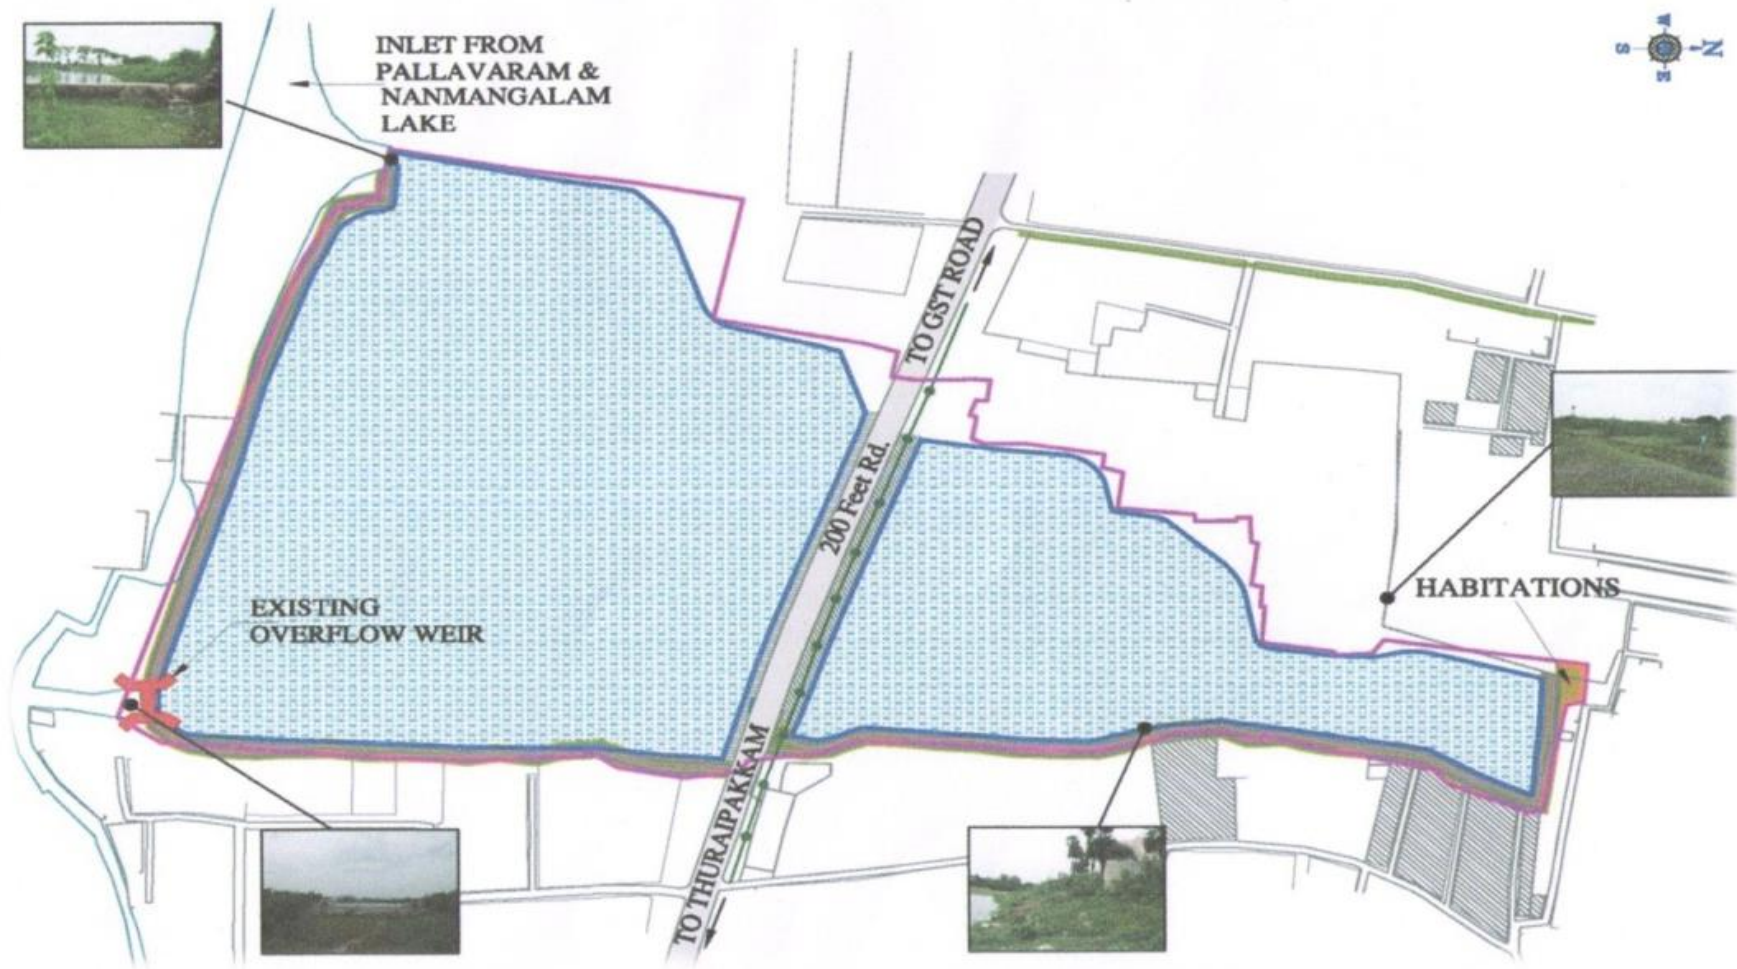 INLET FROM
PALLAVARAM &
NANMANGALAM
LAKE
W
S
N
E
TO GST ROAD
200 Feet Rd.
HABITATIONS
EXISTING
OVERFLOW WEIR
TO THURAIPAKKAM